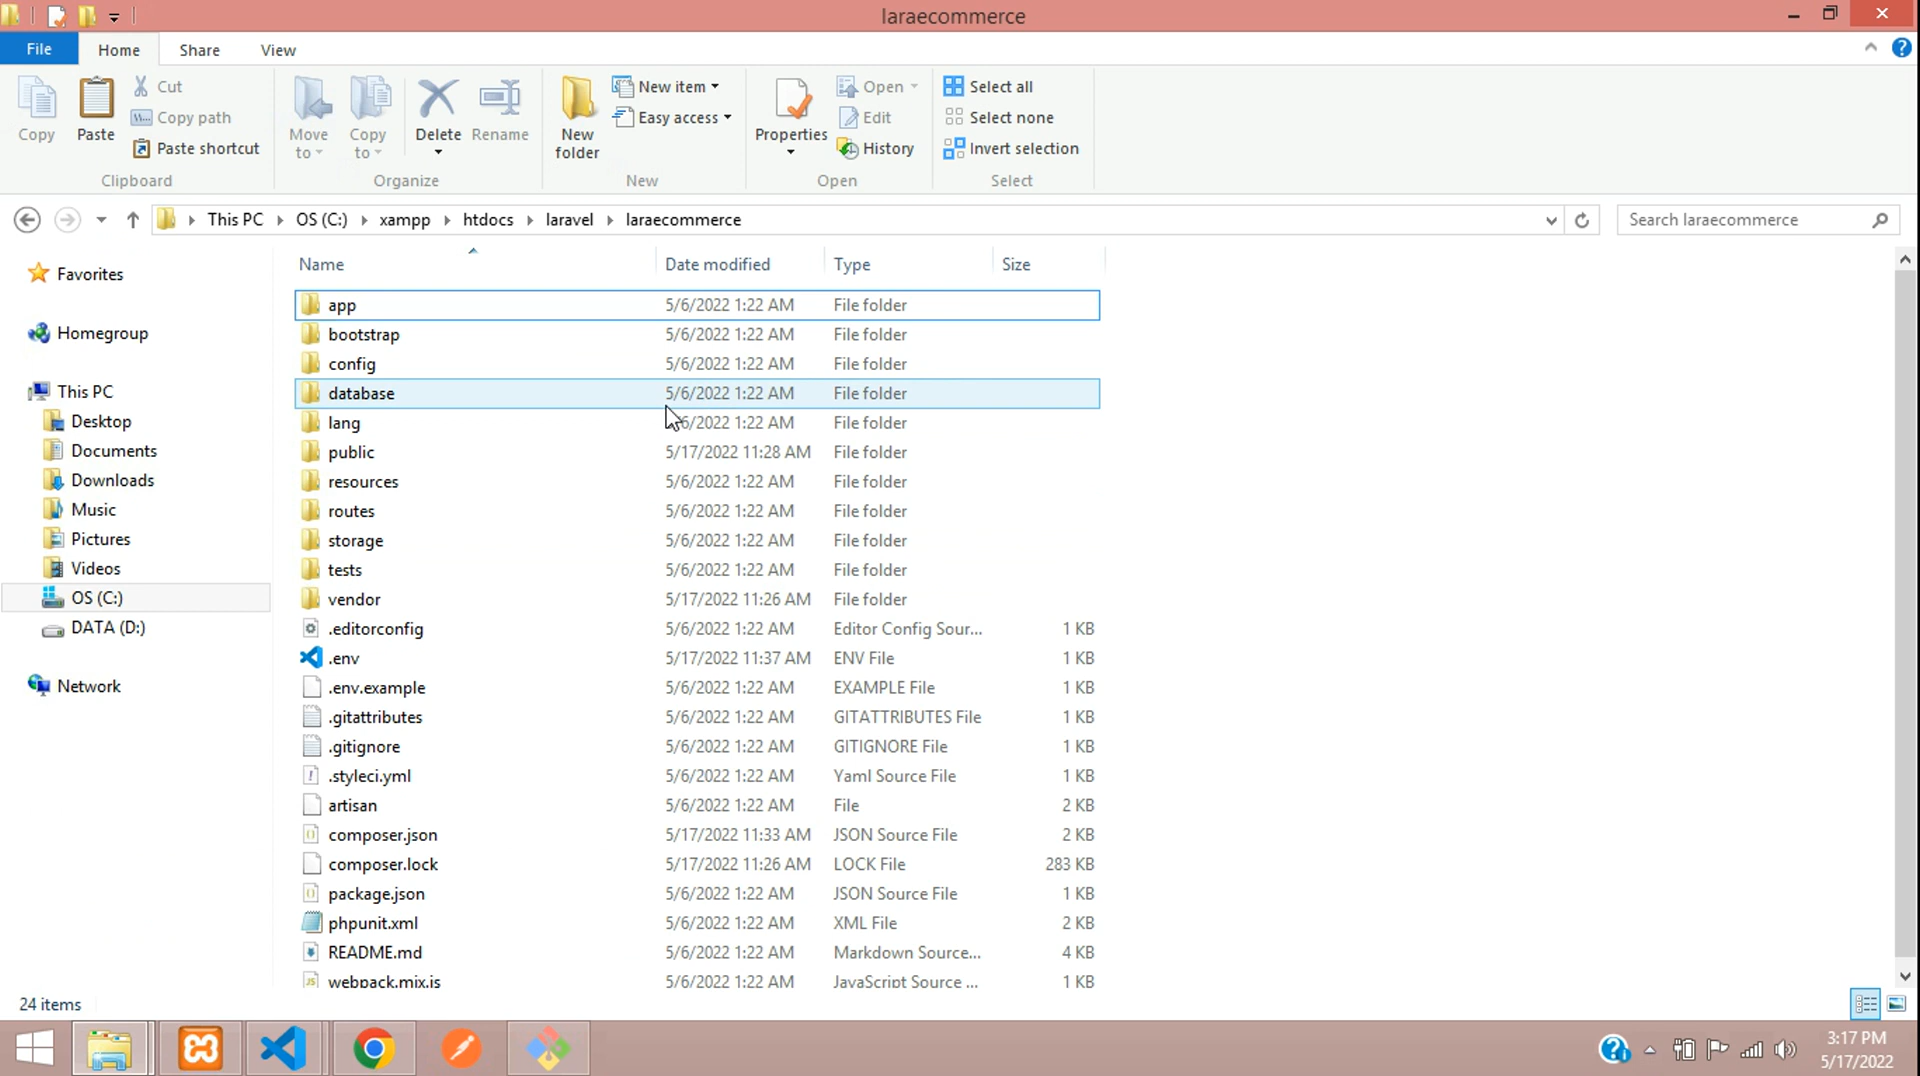 laraecommerce
File Home Share View
Copy
Paste
Cut
Copy path
Paste shortcut
Clipboard
Move to
Copy to
Delete
Rename
Organize
New folder
New item
Easy access
New
Properties
Open
Edit
History
Open
Select all
Select none
Invert selection
Select
This PC OS (C:) xampp htdocs laravel laraecommerce
Search laraecommerce
Favorites
Homegroup
This PC
Desktop
Documents
Downloads
Music
Pictures
Videos
OS (C:)
DATA (D:)
Network
Name Date modified Type Size
app 5/6/2022 1:22 AM File folder
bootstrap 5/6/2022 1:22 AM File folder
config 5/6/2022 1:22 AM File folder
database 5/6/2022 1:22 AM File folder
lang 6/2022 1:22 AM File folder
public 5/17/2022 11:28 AM File folder
resources 5/6/2022 1:22 AM File folder
routes 5/6/2022 1:22 AM File folder
storage 5/6/2022 1:22 AM File folder
tests 5/6/2022 1:22 AM File folder
vendor 5/17/2022 11:26 AM File folder
.editorconfig 5/6/2022 1:22 AM Editor Config Sour... 1 KB
.env 5/17/2022 11:37 AM ENV File 1 KB
.env.example 5/6/2022 1:22 AM EXAMPLE File 1 KB
.gitattributes 5/6/2022 1:22 AM GITATTRIBUTES File 1 KB
.gitignore 5/6/2022 1:22 AM GITIGNORE File 1 KB
.styleci.yml 5/6/2022 1:22 AM Yaml Source File 1 KB
artisan 5/6/2022 1:22 AM File 2 KB
composer.json 5/17/2022 11:33 AM JSON Source File 2 KB
composer.lock 5/17/2022 11:26 AM LOCK File 283 KB
package.json 5/6/2022 1:22 AM JSON Source File 1 KB
phpunit.xml 5/6/2022 1:22 AM XML File 2 KB
README.md 5/6/2022 1:22 AM Markdown Source... 4 KB
webpack.mix.js 5/6/2022 1:22 AM JavaScript Source ... 1 KB
24 items
3:17 PM
5/17/2022